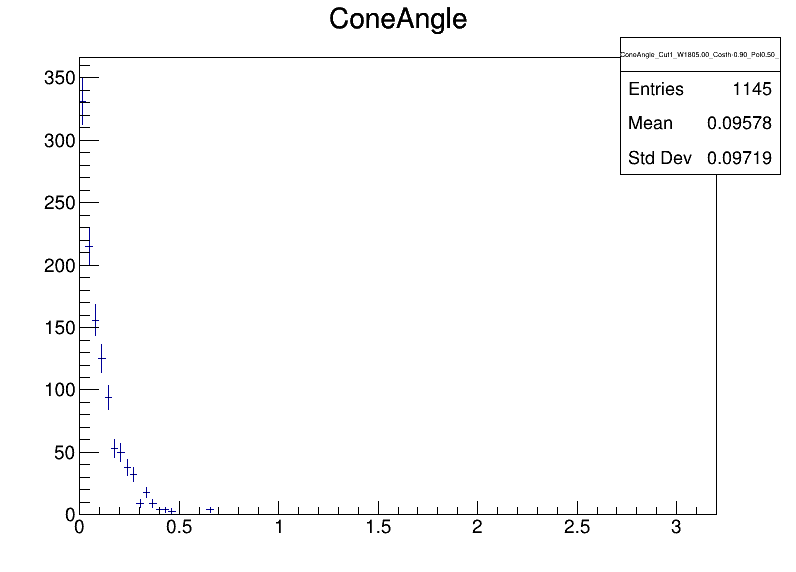 ConeAngle
ConeAngle_Cut1_W1805.00_Costh-0.90_Pol0.50_
Entries 1145
Mean 0.09578
Std Dev 0.09719
350
300
250
200
150
100
50
0
0 0.5 1 1.5 2 2.5 3